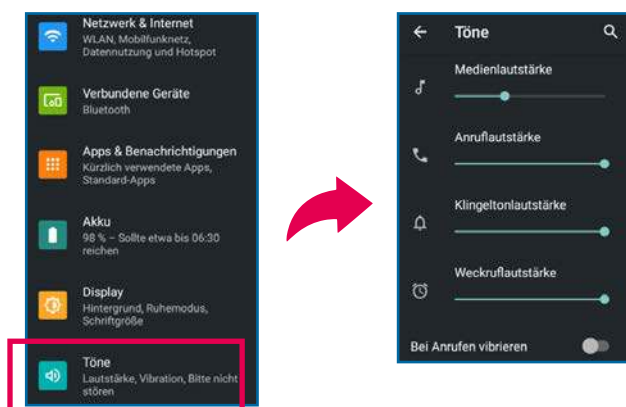 Netzwerk & Internet
WLAN, Mobilfunknetz,
Datennutzung und Hotspot
Verbundene Geräte
Bluetooth
Apps & Benachrichtigungen
Kürzlich verwendete Apps,
Standard-Apps
Akku
98 % – Sollte etwa bis 06:30
reichen
Display
Hintergrund, Ruhemodus,
Schriftgröße
Töne
Lautstärke, Vibration, Bitte nicht
stören
Töne
Medienlautstärke
Anruflautstärke
Klingeltonlautstärke
Weckruflautstärke
Bei Anrufen vibrieren